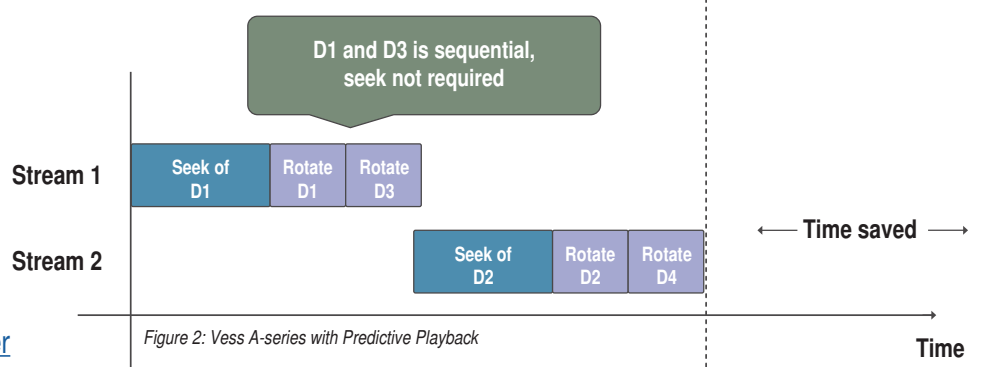 D1 and D3 is sequential,
seek not required
Stream 1
Seek of
D1
Rotate
D1
Rotate
D3
Stream 2
Seek of
D2
Rotate
D2
Rotate
D4
Time saved
Figure 2: Vess A-series with Predictive Playback
Time